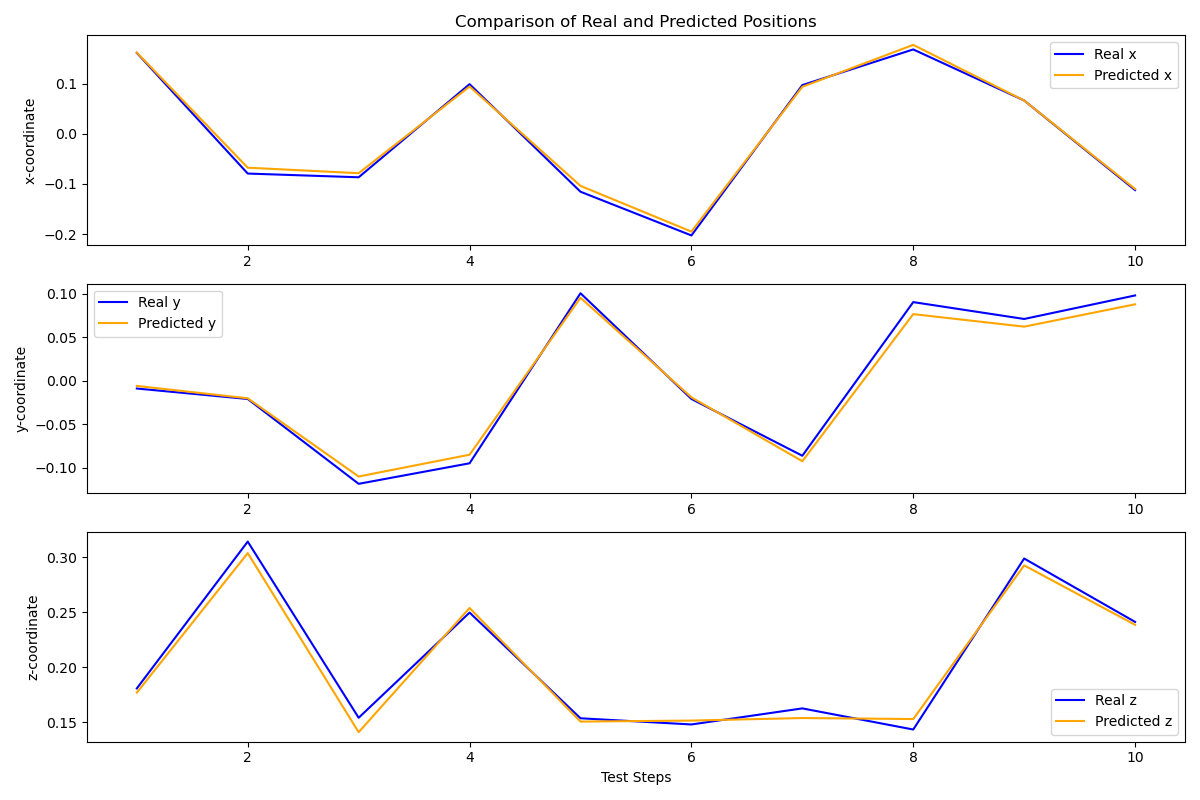 Comparison of Real and Predicted Positions
x-coordinate
0.1
0.0
−0.1
−0.2
Real x
Predicted x
2 4 6 8 10
y-coordinate
0.10
0.05
0.00
−0.05
−0.10
Real y
Predicted y
2 4 6 8 10
z-coordinate
0.30
0.25
0.20
0.15
Real z
Predicted z
2 4 6 8 10
Test Steps